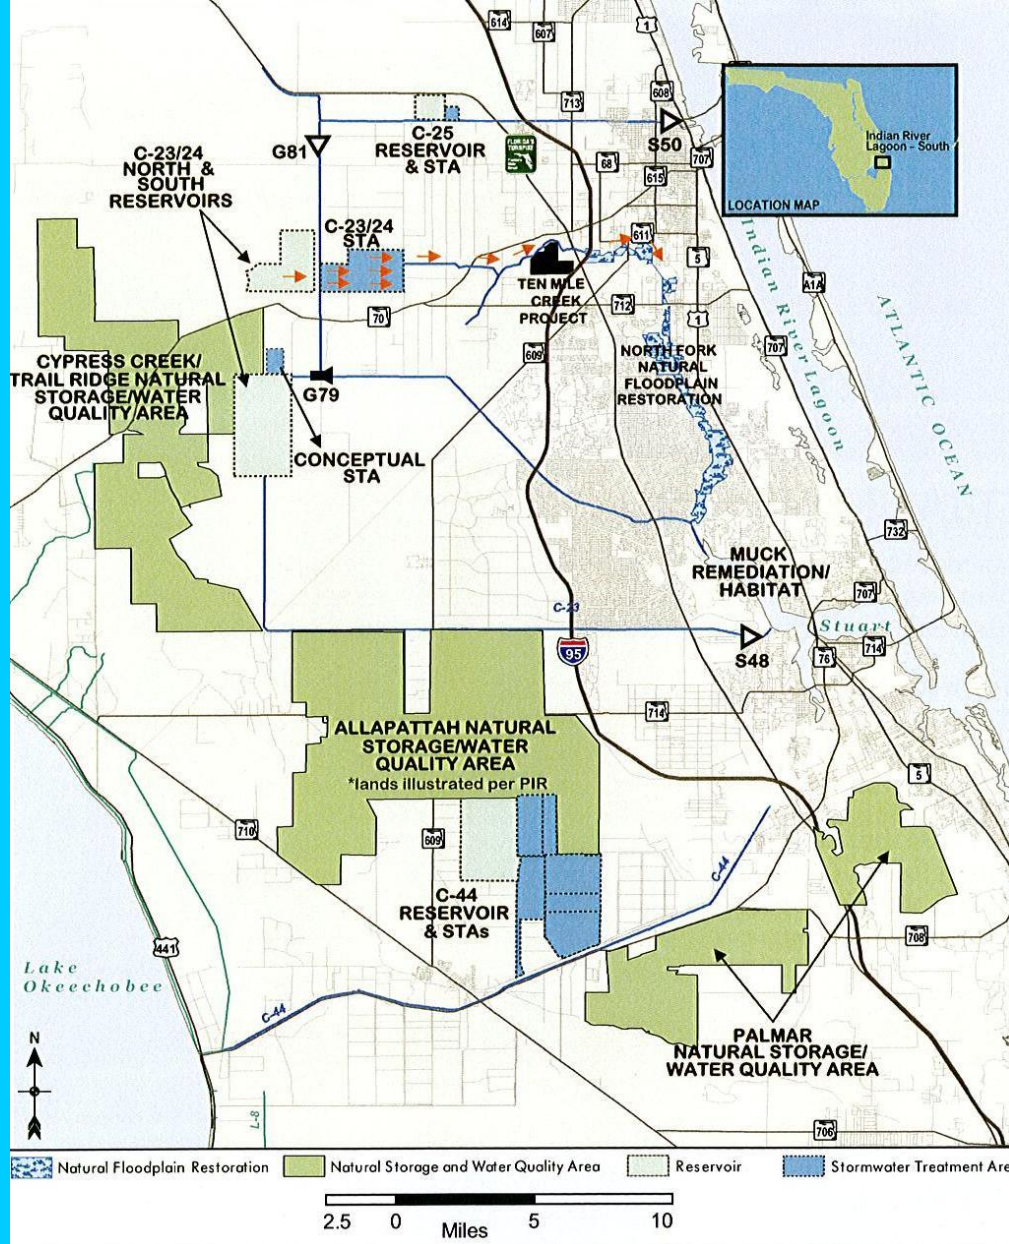 614
607
1
713
608
S50
707
C-25
RESERVOIR
& STA
G81
FLORIDA'S
TURNPIKE
68
615
Indian River
Lagoon - South
LOCATION MAP
C-23/24
NORTH &
SOUTH
RESERVOIRS
C-23/24
STA
611
5
TEN MILE
CREEK
PROJECT
712
70
1
A1A
707
609
Indian River Lagoon
ATLANTIC OCEAN
NORTH FORK
NATURAL
FLOODPLAIN
RESTORATION
CYPRESS CREEK/
TRAIL RIDGE NATURAL
STORAGE/WATER
QUALITY AREA
G79
CONCEPTUAL
STA
732
MUCK
REMEDIATION/
HABITAT
707
C-23
Stuart
95
S48
76
714
714
ALLAPATTAH NATURAL
STORAGE/WATER
QUALITY AREA
*lands illustrated per PIR
5
710
609
C-44
C-44
RESERVOIR
& STAs
441
708
Lake
Okeechobee
C-44
PALMAR
NATURAL STORAGE/
WATER QUALITY AREA
N
L-8
706
Natural Floodplain Restoration
Natural Storage and Water Quality Area
Reservoir
Stormwater Treatment Are
2.5 0 5 10
Miles